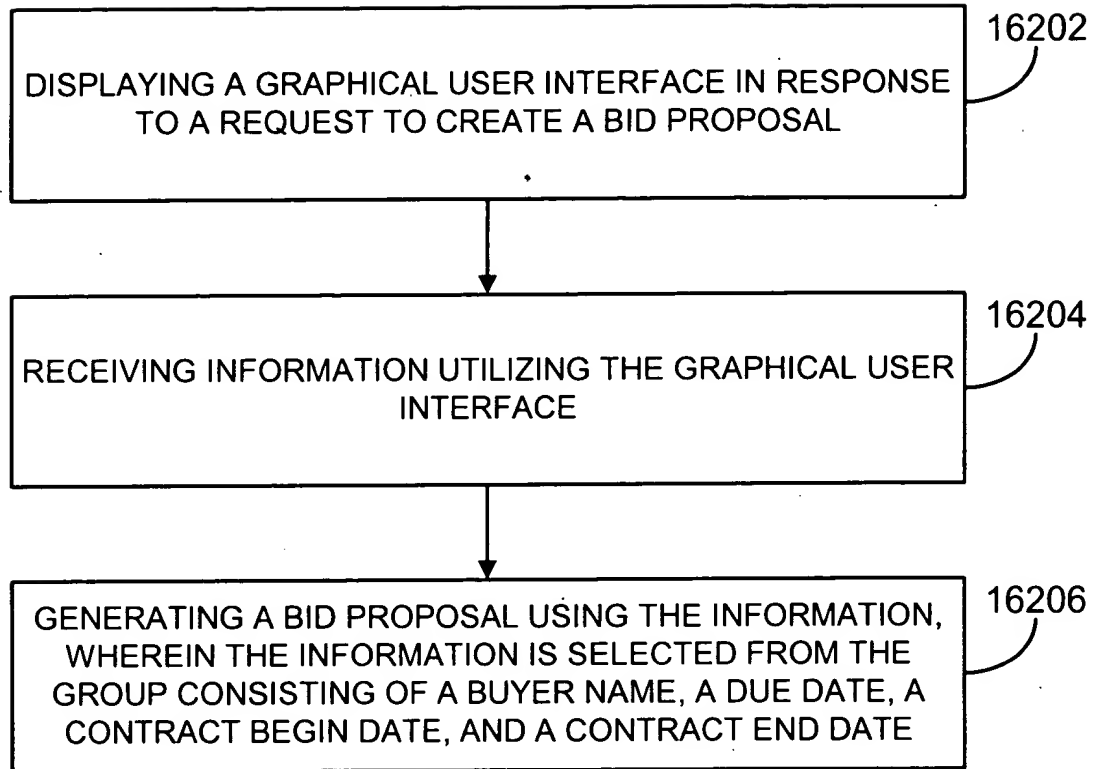 16202
DISPLAYING A GRAPHICAL USER INTERFACE IN RESPONSE
TO A REQUEST TO CREATE A BID PROPOSAL
16204
RECEIVING INFORMATION UTILIZING THE GRAPHICAL USER
INTERFACE
16206
GENERATING A BID PROPOSAL USING THE INFORMATION,
WHEREIN THE INFORMATION IS SELECTED FROM THE
GROUP CONSISTING OF A BUYER NAME, A DUE DATE, A
CONTRACT BEGIN DATE, AND A CONTRACT END DATE